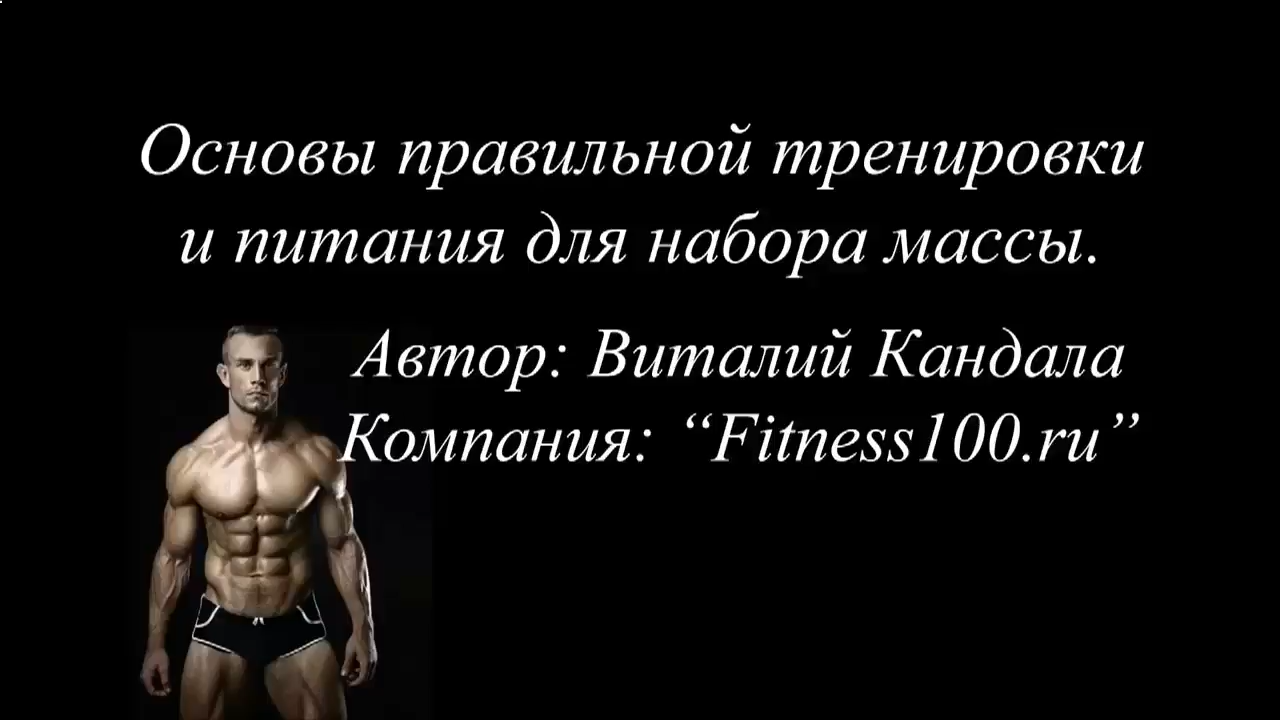 Основы правильной тренировки
и питания для набора массы.
Автор: Виталий Кандала
Компания: “Fitness100.ru”